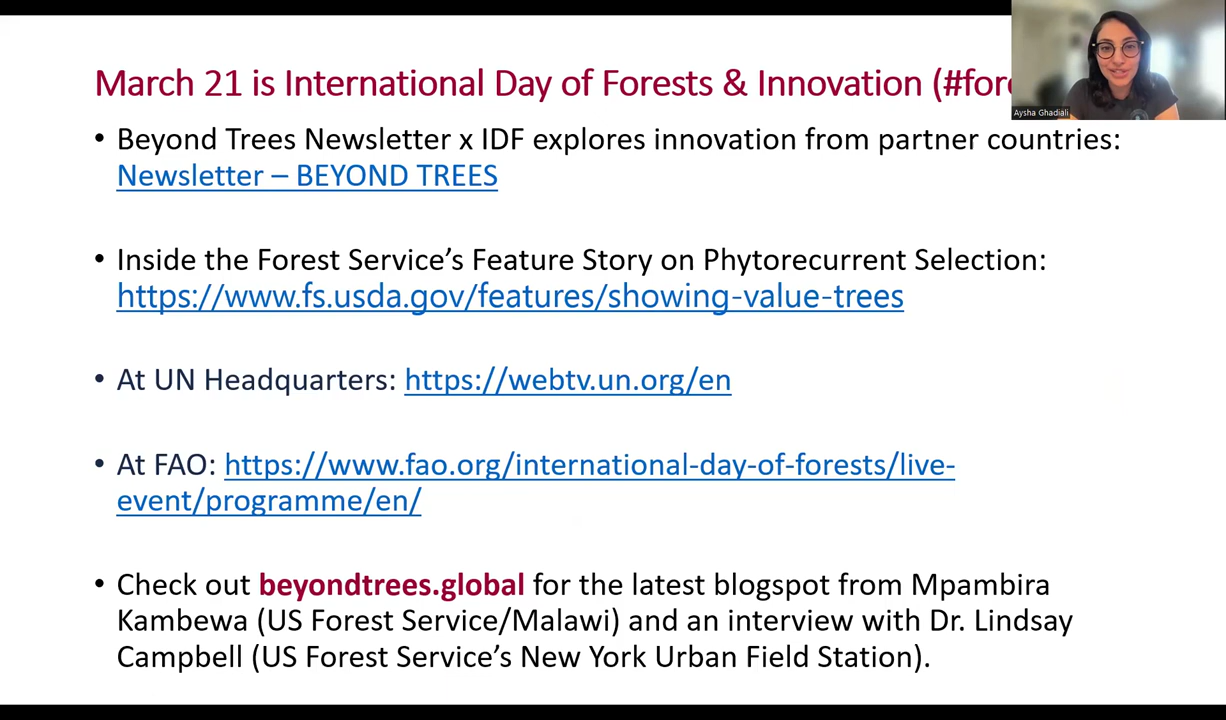 March 21 is International Day of Forests & Innovation
Aysha Ghadiali
• Beyond Trees Newsletter x IDF explores innovation from partner countries:
Newsletter – BEYOND TREES
• Inside the Forest Service’s Feature Story on Phytorecurrent Selection:
https://www.fs.usda.gov/features/showing-value-trees
• At UN Headquarters: https://webtv.un.org/en
• At FAO: https://www.fao.org/international-day-of-forests/live-
event/programme/en/
• Check out beyondtrees.global for the latest blogspot from Mpambira
Kambewa (US Forest Service/Malawi) and an interview with Dr. Lindsay
Campbell (US Forest Service’s New York Urban Field Station).